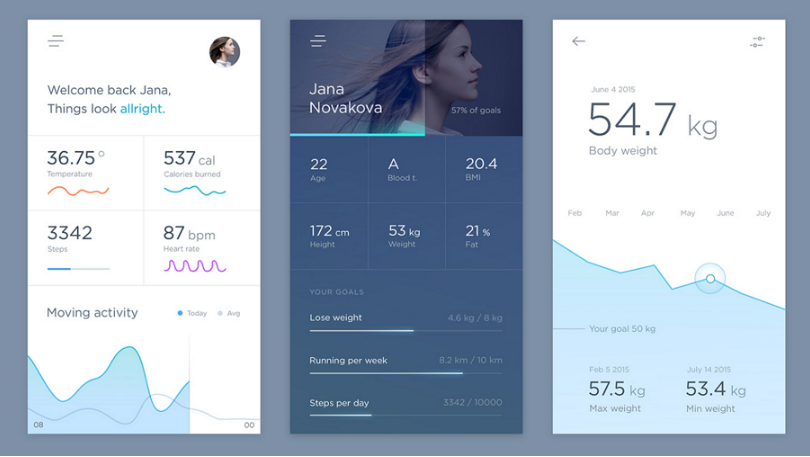 Welcome back Jana,
Things look allright.
36.75°
Temperature
537 cal
Calories burned
3342
Steps
87 bpm
Heart rate
Moving activity
Today
Avg
08
00
Jana
Novakova
57% of goals
22
Age
A
Blood t.
20.4
BMI
172 cm
Height
53 kg
Weight
21 %
Fat
YOUR GOALS
Lose weight
4.6 kg / 8 kg
Running per week
8.2 km / 10 km
Steps per day
3342 / 10000
June 4 2015
54.7 kg
Body weight
Feb Mar Apr May June July
Your goal 50 kg
Feb 5 2015
57.5 kg
Max weight
July 14 2015
53.4 kg
Min weight